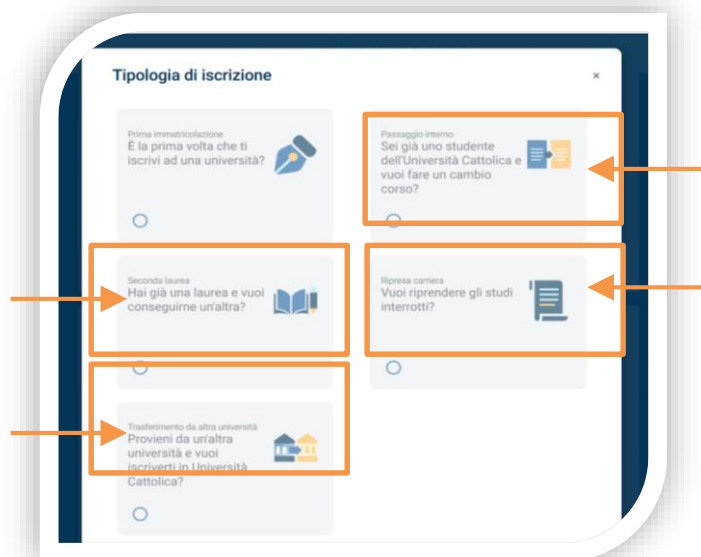 Tipologia di iscrizione
×
Prima immatricolazione
È la prima volta che ti
iscrivi ad una università?
Passaggio interno
Sei già uno studente
dell'Università Cattolica e
vuoi fare un cambio
corso?
Seconda laurea
Hai già una laurea e vuoi
conseguirne un'altra?
Ripresa carriera
Vuoi riprendere gli studi
interrotti?
Trasferimento da altra università
Provieni da un'altra
università e vuoi
iscriverti in Università
Cattolica?